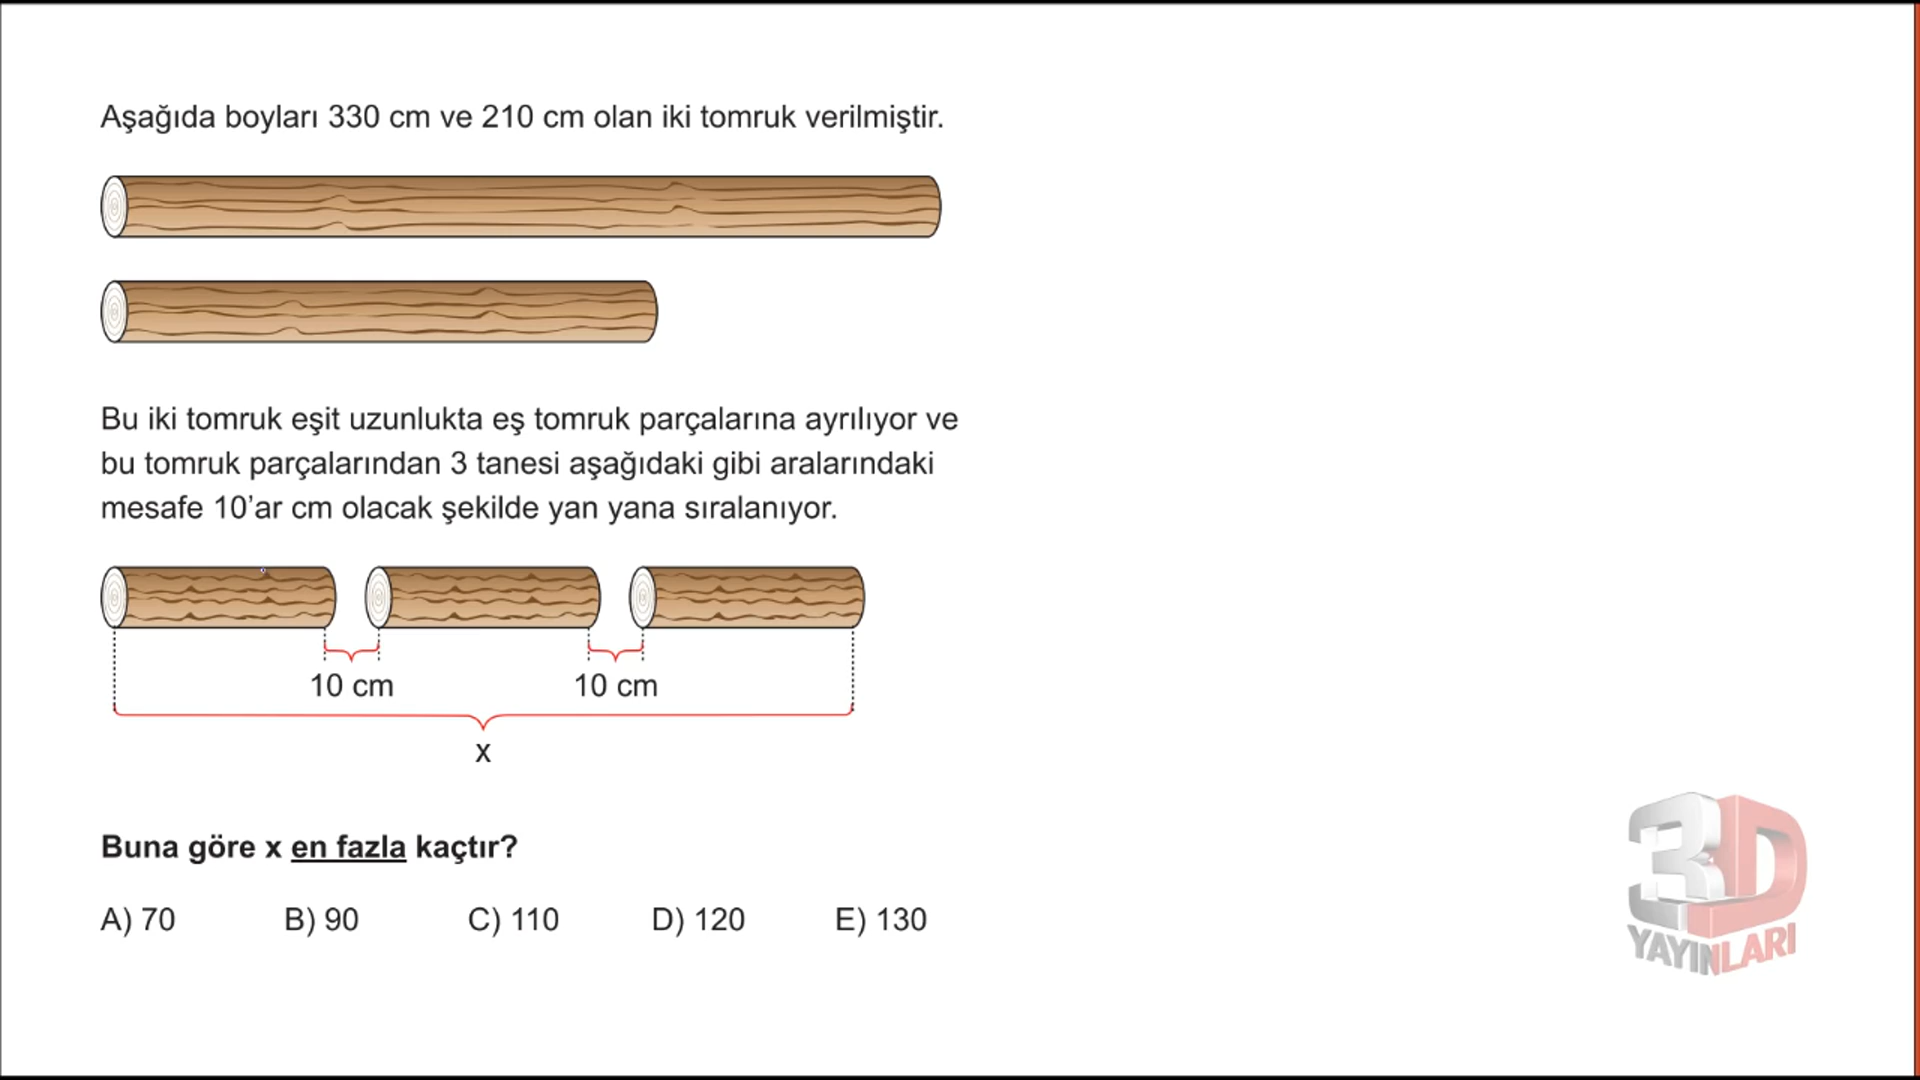 Aşağıda boyları 330 cm ve 210 cm olan iki tomruk verilmiştir.
Bu iki tomruk eşit uzunlukta eş tomruk parçalarına ayrılıyor ve
bu tomruk parçalarından 3 tanesi aşağıdaki gibi aralarındaki
mesafe 10’ar cm olacak şekilde yan yana sıralanıyor.
10 cm 10 cm
x
Buna göre x en fazla kaçtır?
A) 70 B) 90 C) 110 D) 120 E) 130
3D
YAYINLARI